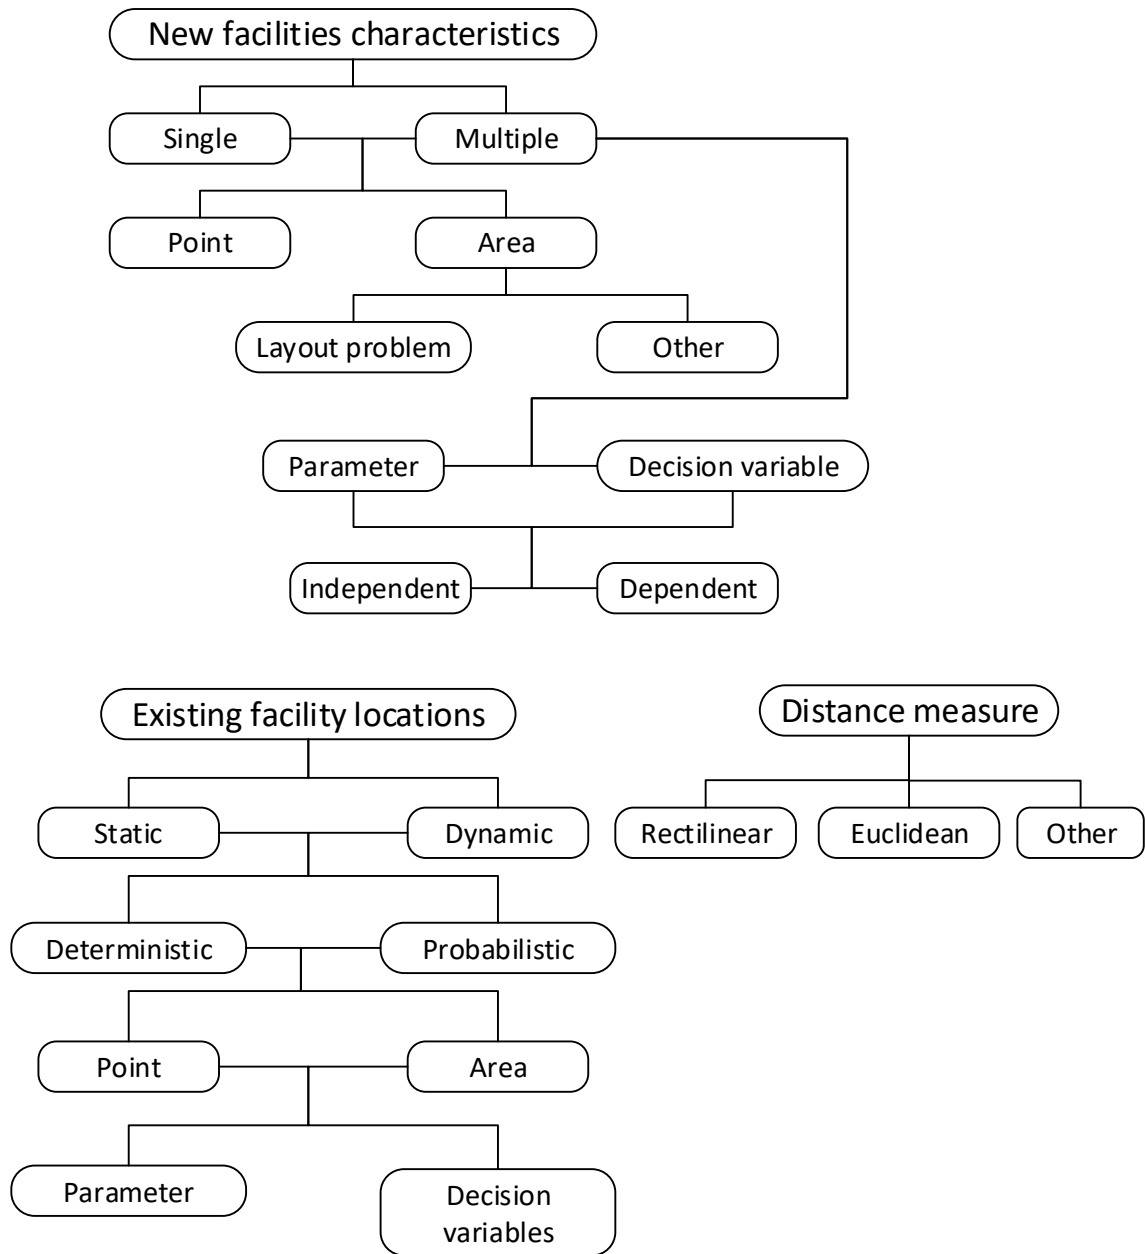 New facilities characteristics
Single
Multiple
Point
Area
Layout problem
Other
Parameter
Decision variable
Independent
Dependent
Existing facility locations
Static
Dynamic
Deterministic
Probabilistic
Point
Area
Parameter
Decision
variables
Distance measure
Rectilinear
Euclidean
Other